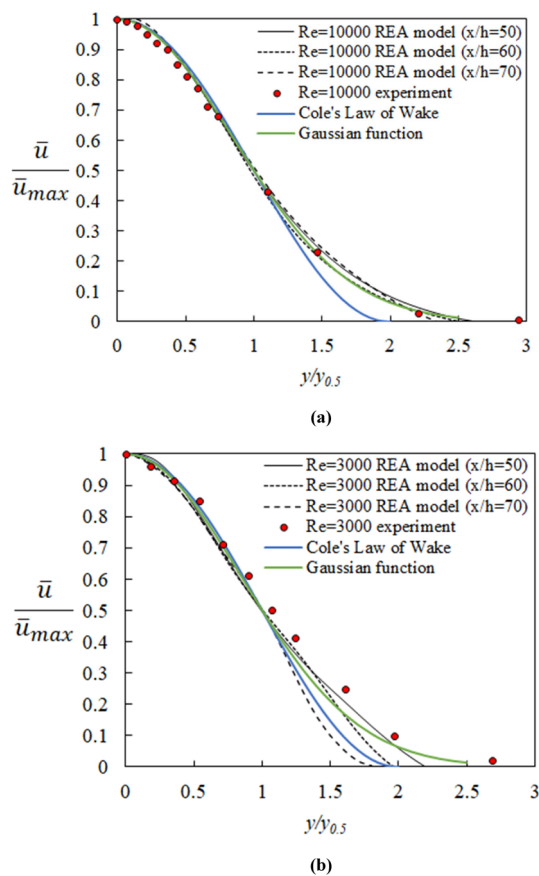 1
0.9
0.8
0.7
0.6
0.5
0.4
0.3
0.2
0.1
0
ū
ū_max
Re=10000 REA model (x/h=50)
Re=10000 REA model (x/h=60)
Re=10000 REA model (x/h=70)
Re=10000 experiment
Cole's Law of Wake
Gaussian function
0 0.5 1 1.5 2 2.5 3
y/y0.5
(a)
1
0.9
0.8
0.7
0.6
0.5
0.4
0.3
0.2
0.1
0
ū
ū_max
Re=3000 REA model (x/h=50)
Re=3000 REA model (x/h=60)
Re=3000 REA model (x/h=70)
Re=3000 experiment
Cole's Law of Wake
Gaussian function
0 0.5 1 1.5 2 2.5 3
y/y0.5
(b)